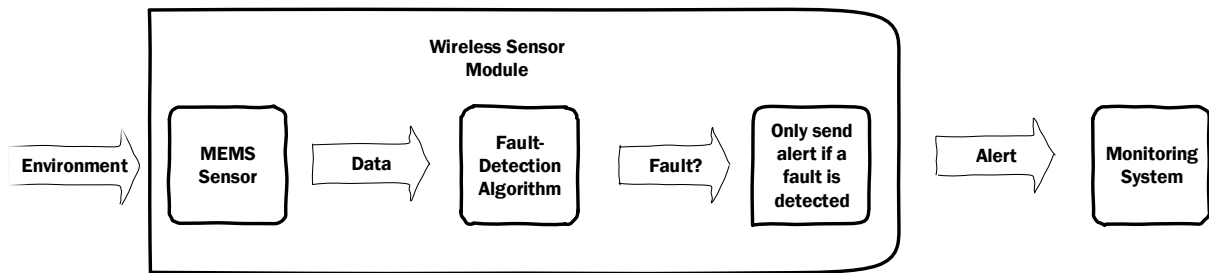 Wireless Sensor
Module
Environment
MEMS
Sensor
Data
Fault-
Detection
Algorithm
Fault?
Only send
alert if a
fault is
detected
Alert
Monitoring
System